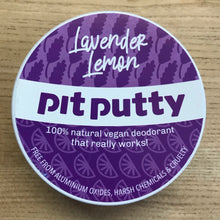 Lavender
Lemon
pit putty
100% natural vegan deodorant
that really works!
FREE FROM ALUMINIUM OXIDES, HARSH CHEMICALS & CRUELTY